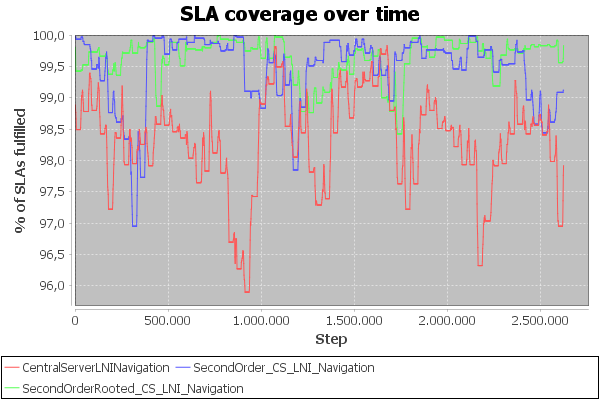 SLA coverage over time
100,0
99,5
99,0
98,5
98,0
97,5
97,0
96,5
96,0
% of SLAs fulfilled
0 500.000 1.000.000 1.500.000 2.000.000 2.500.000
Step
CentralServerLNINavigation SecondOrder_CS_LNI_Navigation
SecondOrderRooted_CS_LNI_Navigation